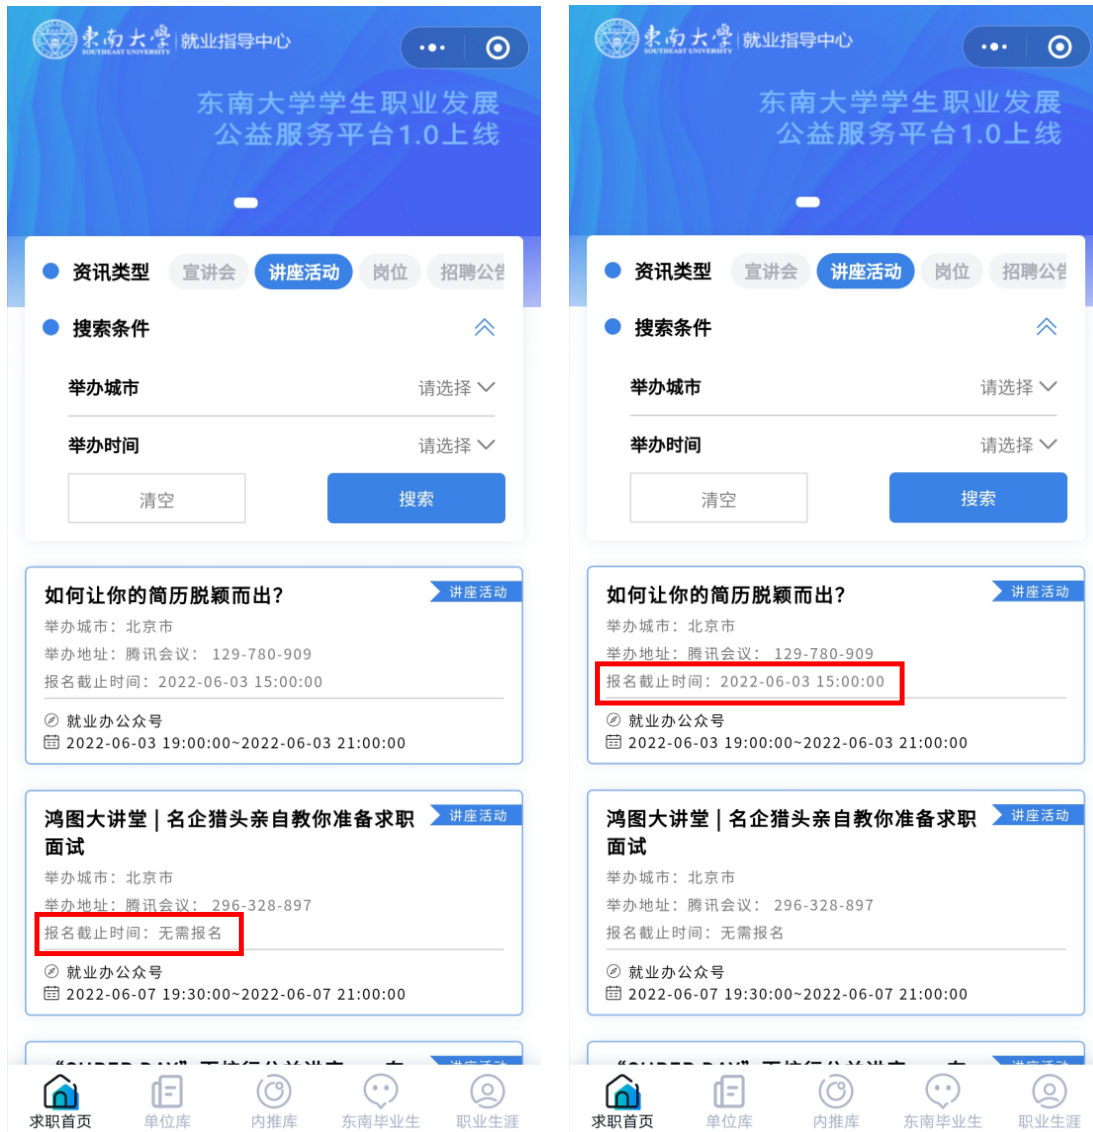 東南大學 就业指导中心
SOUTHEAST UNIVERSITY
东南大学学生职业发展
公益服务平台1.0上线
资讯类型 宣讲会 讲座活动 岗位 招聘公告
搜索条件
举办城市 请选择
举办时间 请选择
清空 搜索
如何让你的简历脱颖而出? 讲座活动
举办城市：北京市
举办地址：腾讯会议： 129-780-909
报名截止时间：2022-06-03 15:00:00
就业办公众号
2022-06-03 19:00:00~2022-06-03 21:00:00
鸿图大讲堂 | 名企猎头亲自教你准备求职 讲座活动
面试
举办城市：北京市
举办地址：腾讯会议： 296-328-897
报名截止时间：无需报名
就业办公众号
2022-06-07 19:30:00~2022-06-07 21:00:00
求职首页 单位库 内推库 东南毕业生 职业生涯
東南大學 就业指导中心
SOUTHEAST UNIVERSITY
东南大学学生职业发展
公益服务平台1.0上线
资讯类型 宣讲会 讲座活动 岗位 招聘公告
搜索条件
举办城市 请选择
举办时间 请选择
清空 搜索
如何让你的简历脱颖而出? 讲座活动
举办城市：北京市
举办地址：腾讯会议： 129-780-909
报名截止时间：2022-06-03 15:00:00
就业办公众号
2022-06-03 19:00:00~2022-06-03 21:00:00
鸿图大讲堂 | 名企猎头亲自教你准备求职 讲座活动
面试
举办城市：北京市
举办地址：腾讯会议： 296-328-897
报名截止时间：无需报名
就业办公众号
2022-06-07 19:30:00~2022-06-07 21:00:00
求职首页 单位库 内推库 东南毕业生 职业生涯